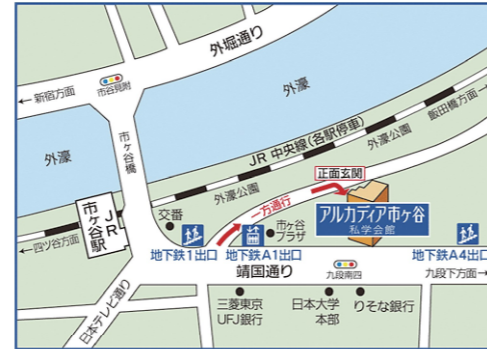 外堀通り
← 新宿方面
市谷見附
外濠
飯田橋方面 →
JR 中央線(各駅停車)
外濠公園
市ヶ谷橋
正面玄関
外濠
外濠公園
一方通行
アルカディア市ヶ谷
私学会館
JR
市ヶ谷駅
交番
市ヶ谷
プラザ
← 四ツ谷方面
地下鉄1出口
地下鉄A1出口
地下鉄A4出口
靖国通り
九段南四
九段下方面 →
日本テレビ通り
三菱東京
UFJ銀行
日本大学
本部
りそな銀行